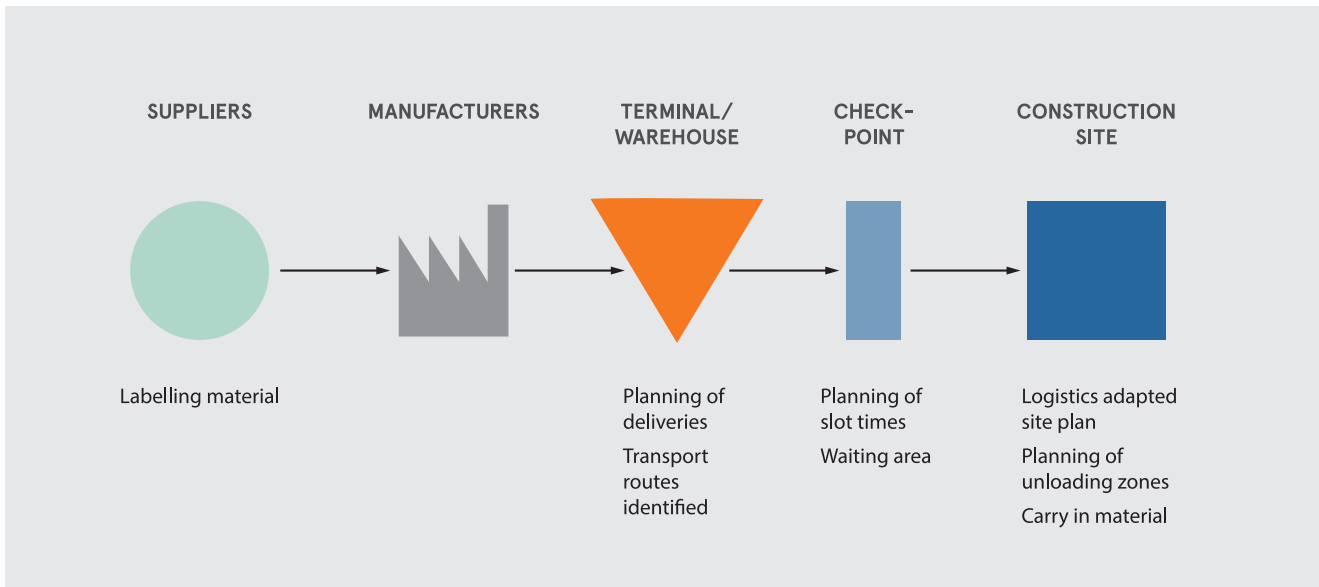 SUPPLIERS
MANUFACTURERS
TERMINAL/
WAREHOUSE
CHECK-
POINT
CONSTRUCTION
SITE
Labelling material
Planning of
deliveries
Transport
routes
identified
Planning of
slot times
Waiting area
Logistics adapted
site plan
Planning of
unloading zones
Carry in material